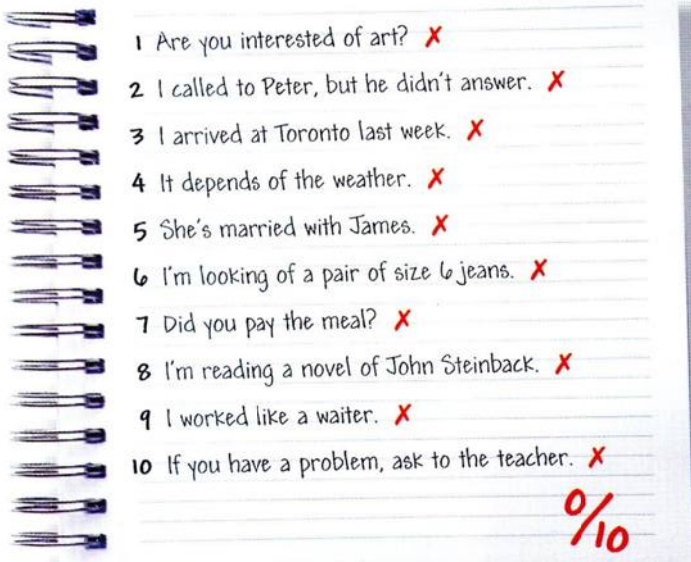 1 Are you interested of art? ✗
2 I called to Peter, but he didn't answer. ✗
3 I arrived at Toronto last week. ✗
4 It depends of the weather. ✗
5 She's married with James. ✗
6 I'm looking of a pair of size 6 jeans. ✗
7 Did you pay the meal? ✗
8 I'm reading a novel of John Steinback. ✗
9 I worked like a waiter. ✗
10 If you have a problem, ask to the teacher. ✗
0/10